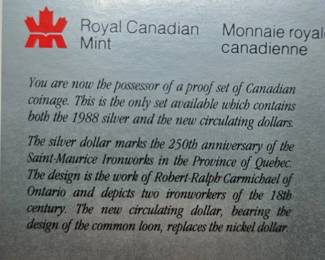 Royal Canadian
Mint
Monnaie royal
canadienne
You are now the possessor of a proof set of Canadian
coinage. This is the only set available which contains
both the 1988 silver and the new circulating dollars.
The silver dollar marks the 250th anniversary of the
Saint-Maurice Ironworks in the Province of Quebec.
The design is the work of Robert-Ralph Carmichael of
Ontario and depicts two ironworkers of the 18th
century. The new circulating dollar, bearing the
design of the common loon, replaces the nickel dollar.